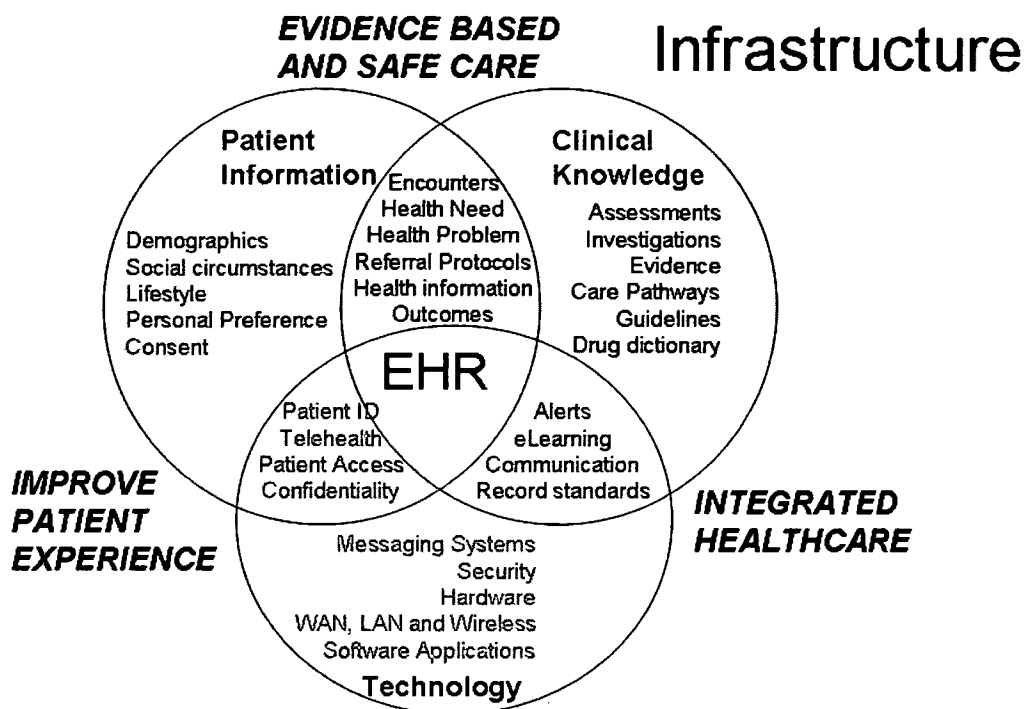 EVIDENCE BASED
AND SAFE CARE
Infrastructure
Patient
Information
Demographics
Social circumstances
Lifestyle
Personal Preference
Consent
Encounters
Health Need
Health Problem
Referral Protocols
Health information
Outcomes
Clinical
Knowledge
Assessments
Investigations
Evidence
Care Pathways
Guidelines
Drug dictionary
EHR
Patient ID
Telehealth
Patient Access
Confidentiality
Alerts
eLearning
Communication
Record standards
IMPROVE
PATIENT
EXPERIENCE
INTEGRATED
HEALTHCARE
Messaging Systems
Security
Hardware
WAN, LAN and Wireless
Software Applications
Technology